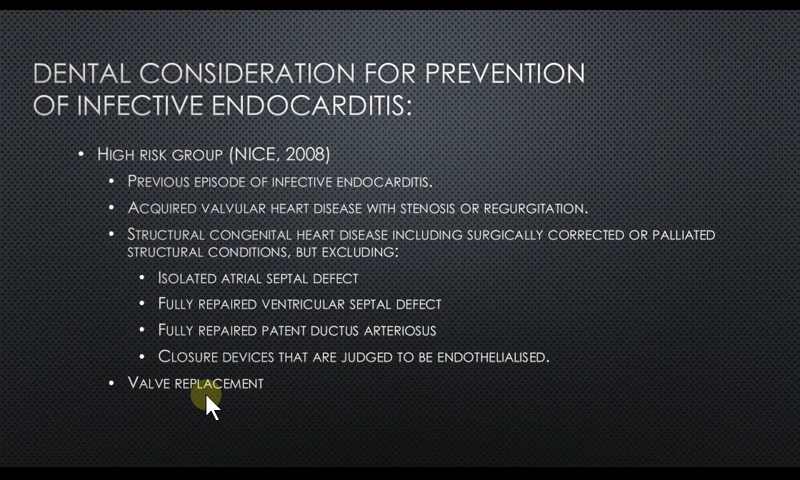 DENTAL CONSIDERATION FOR PREVENTION
OF INFECTIVE ENDOCARDITIS:
• HIGH RISK GROUP (NICE, 2008)
• PREVIOUS EPISODE OF INFECTIVE ENDOCARDITIS.
• ACQUIRED VALVULAR HEART DISEASE WITH STENOSIS OR REGURGITATION.
• STRUCTURAL CONGENITAL HEART DISEASE INCLUDING SURGICALLY CORRECTED OR PALLIATED
STRUCTURAL CONDITIONS, BUT EXCLUDING:
• ISOLATED ATRIAL SEPTAL DEFECT
• FULLY REPAIRED VENTRICULAR SEPTAL DEFECT
• FULLY REPAIRED PATENT DUCTUS ARTERIOSUS
• CLOSURE DEVICES THAT ARE JUDGED TO BE ENDOTHELIALISED.
• VALVE REPLACEMENT